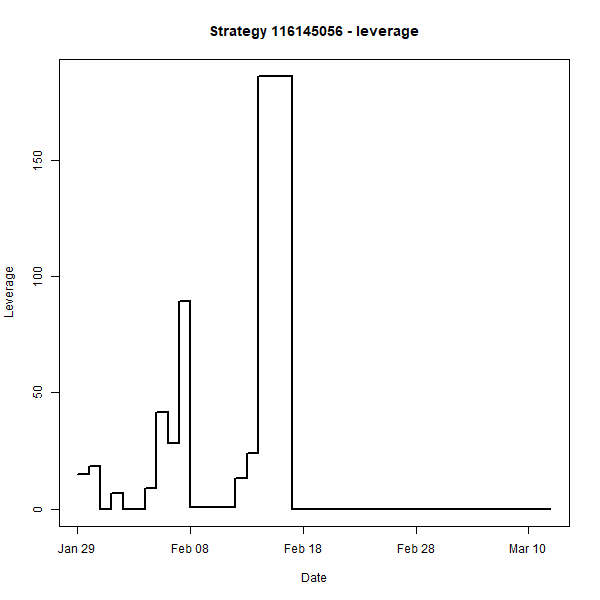 Strategy 116145056 - leverage
Leverage
150
100
50
0
Jan 29 Feb 08 Feb 18 Feb 28 Mar 10
Date